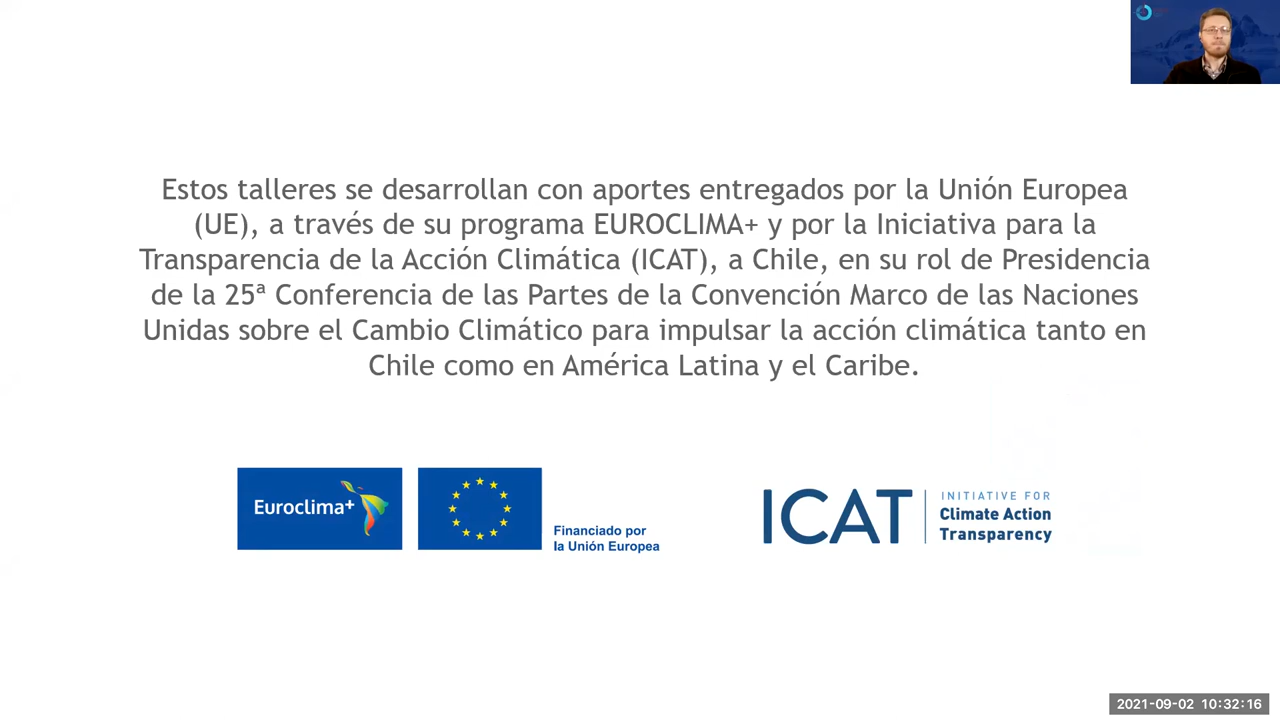 Estos talleres se desarrollan con aportes entregados por la Unión Europea
(UE), a través de su programa EUROCLIMA+ y por la Iniciativa para la
Transparencia de la Acción Climática (ICAT), a Chile, en su rol de Presidencia
de la 25ª Conferencia de las Partes de la Convención Marco de las Naciones
Unidas sobre el Cambio Climático para impulsar la acción climática tanto en
Chile como en América Latina y el Caribe.
Euroclima+
Financiado por
la Unión Europea
ICAT
INITIATIVE FOR
Climate Action
Transparency
2021-09-02 10:32:16